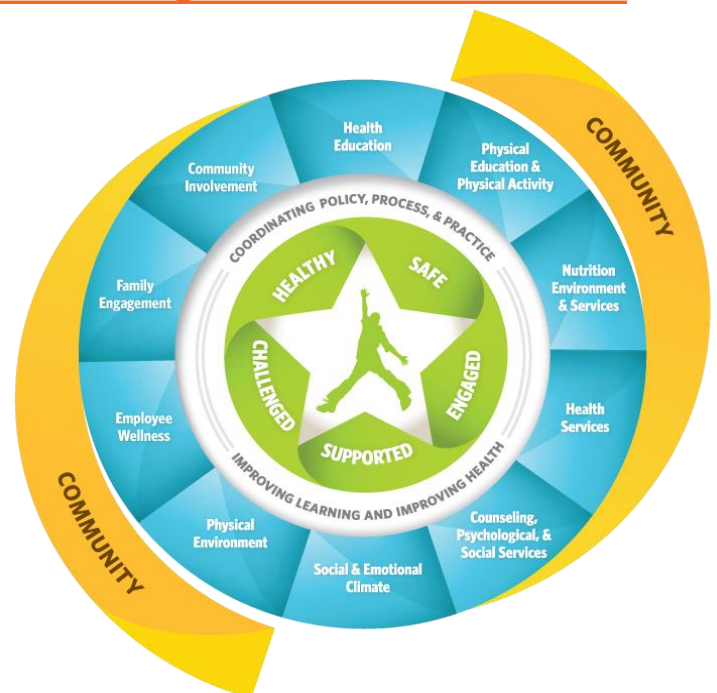 COMMUNITY
Health
Education
Physical
Education &
Physical Activity
Nutrition
Environment
& Services
Health
Services
Counseling,
Psychological, &
Social Services
Social & Emotional
Climate
Physical
Environment
Employee
Wellness
Family
Engagement
Community
Involvement
COORDINATING POLICY, PROCESS, & PRACTICE
IMPROVING LEARNING AND IMPROVING HEALTH
HEALTHY
SAFE
ENGAGED
SUPPORTED
CHALLENGED
COMMUNITY